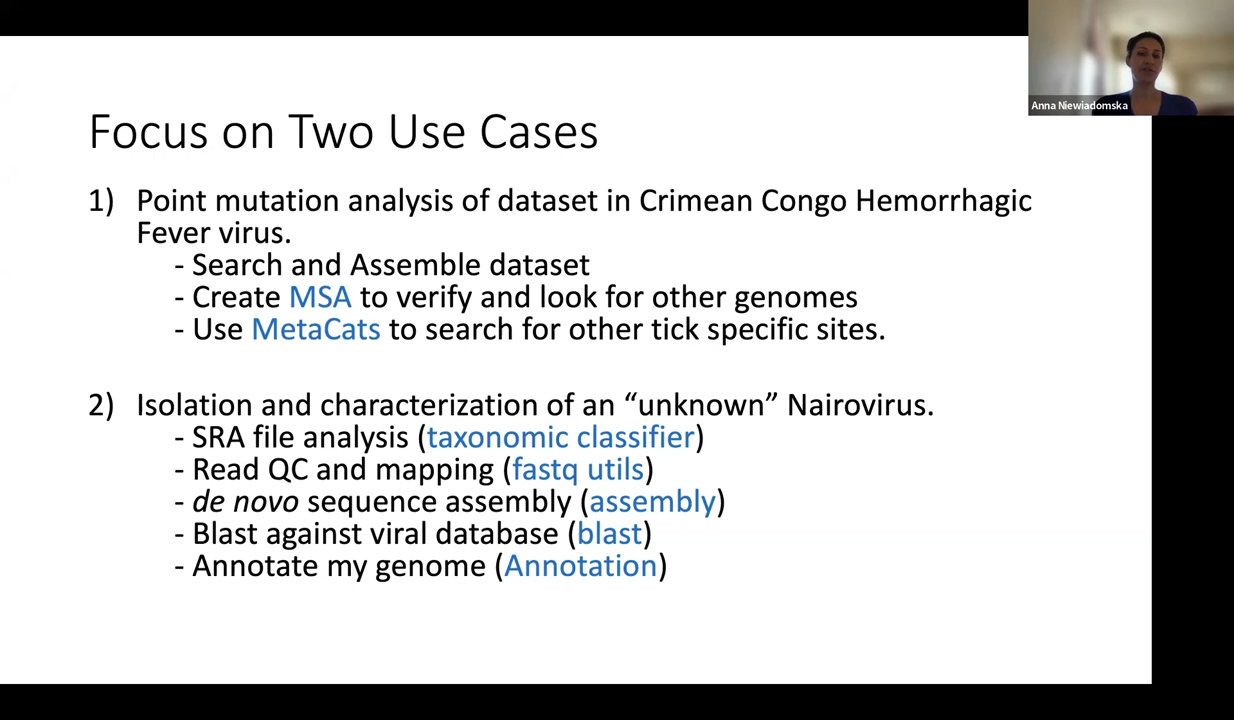 Anna Niewiadomska
Focus on Two Use Cases
1) Point mutation analysis of dataset in Crimean Congo Hemorrhagic
Fever virus.
- Search and Assemble dataset
- Create MSA to verify and look for other genomes
- Use MetaCats to search for other tick specific sites.
2) Isolation and characterization of an “unknown” Nairovirus.
- SRA file analysis (taxonomic classifier)
- Read QC and mapping (fastq utils)
- de novo sequence assembly (assembly)
- Blast against viral database (blast)
- Annotate my genome (Annotation)